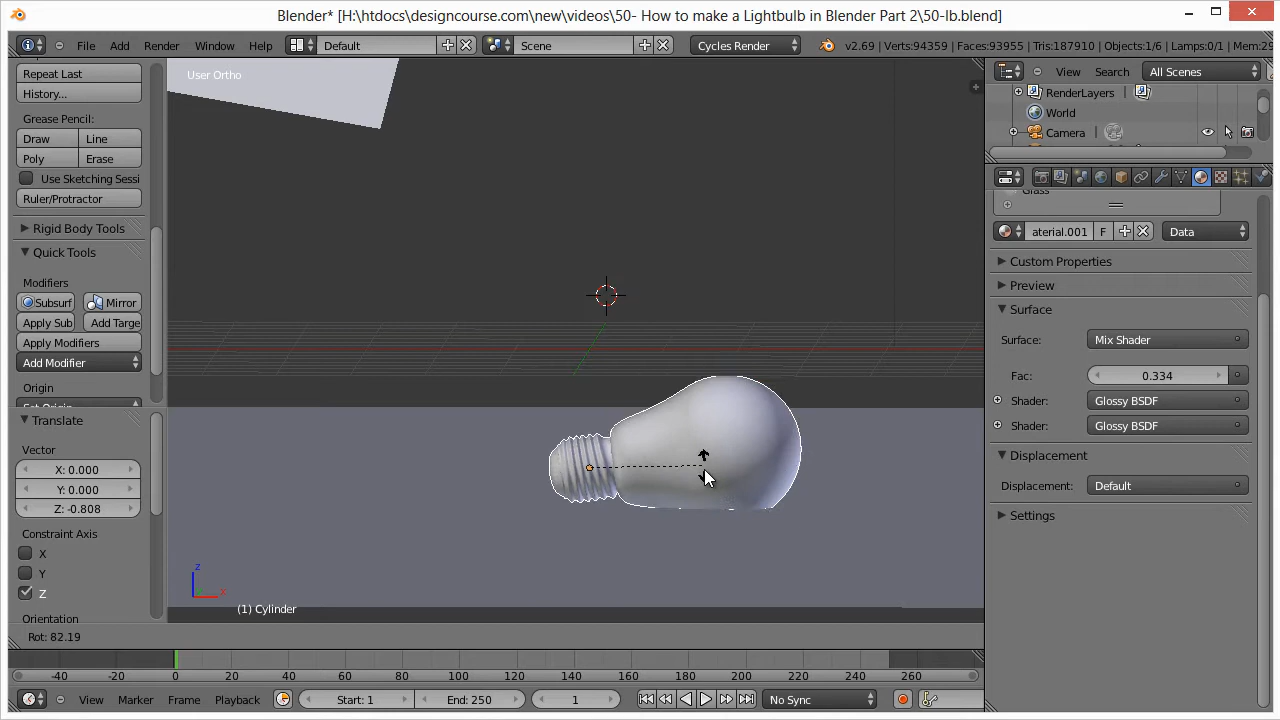 Blender* [H:\htdocs\designcourse.com\new\videos\50- How to make a Lightbulb in Blender Part 2\50-lb.blend]
File Add Render Window Help Default Scene Cycles Render v2.69 | Verts:94359 | Faces:93955 | Tris:187910 | Objects:1/6 | Lamps:0/1 | Mem:29
Repeat Last
History...
Grease Pencil:
Draw Line
Poly Erase
Use Sketching Sessi
Ruler/Protractor
Rigid Body Tools
Quick Tools
Modifiers
Subsurf Mirror
Apply Sub Add Targe
Apply Modifiers
Add Modifier
Origin
Translate
Vector
X: 0.000
Y: 0.000
Z: -0.808
Constraint Axis
X
Y
Z
Orientation
User Ortho
z
x
(1) Cylinder
Rot: 82.19
View Search All Scenes
RenderLayers
World
Camera
Glass
aterial.001 F Data
Custom Properties
Preview
Surface
Surface: Mix Shader
Fac: 0.334
Shader: Glossy BSDF
Shader: Glossy BSDF
Displacement
Displacement: Default
Settings
-40 -20 0 20 40 60 80 100 120 140 160 180 200 220 240 260
View Marker Frame Playback Start: 1 End: 250 1 No Sync